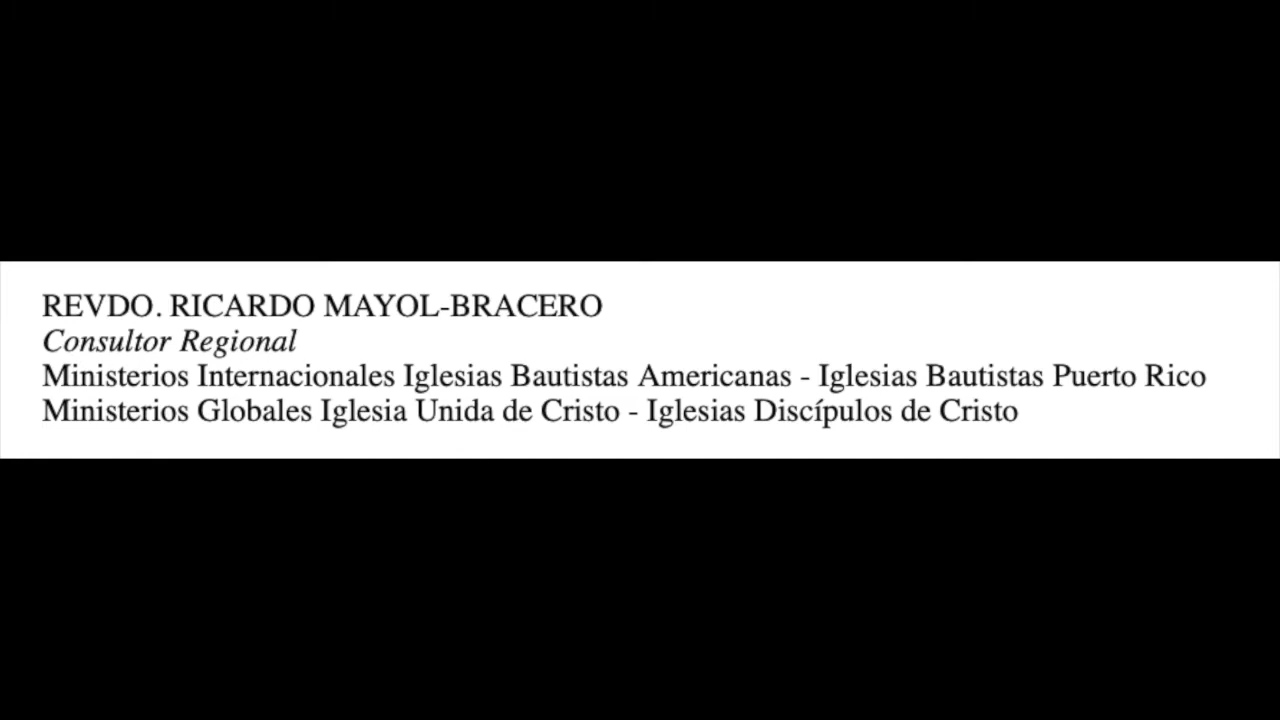 REVDO. RICARDO MAYOL-BRACERO
Consultor Regional
Ministerios Internacionales Iglesias Bautistas Americanas - Iglesias Bautistas Puerto Rico
Ministerios Globales Iglesia Unida de Cristo - Iglesias Discípulos de Cristo